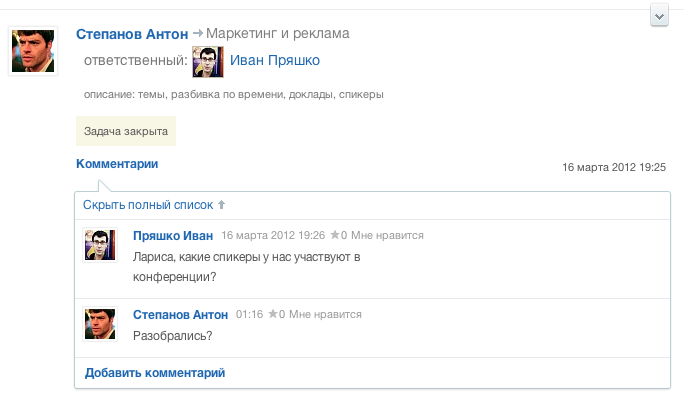 Степанов Антон → Маркетинг и реклама
ответственный: Иван Пряшко
описание: темы, разбивка по времени, доклады, спикеры
Задача закрыта
Комментарии
16 марта 2012 19:25
Скрыть полный список ↑
Пряшко Иван 16 марта 2012 19:26 ★0 Мне нравится
Лариса, какие спикеры у нас участвуют в
конференции?
Степанов Антон 01:16 ★0 Мне нравится
Разобрались?
Добавить комментарий